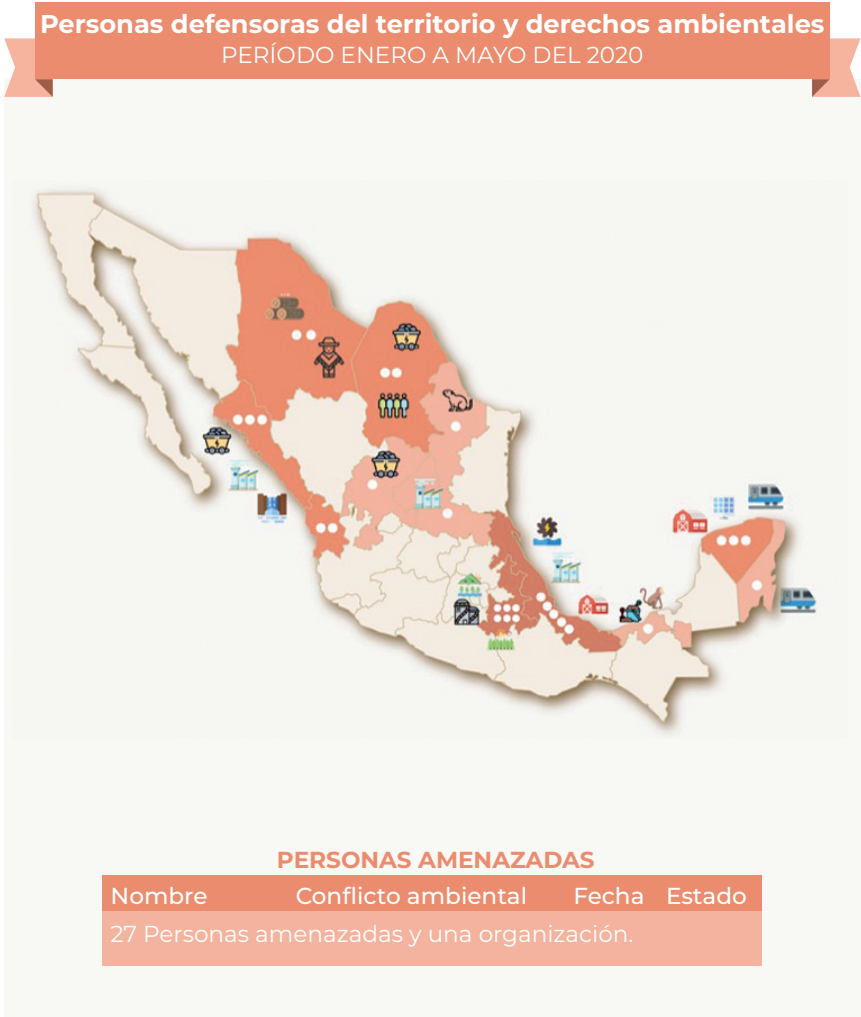 Personas defensoras del territorio y derechos ambientales
PERÍODO ENERO A MAYO DEL 2020
PERSONAS AMENAZADAS
Nombre Conflicto ambiental Fecha Estado
27 Personas amenazadas y una organización.